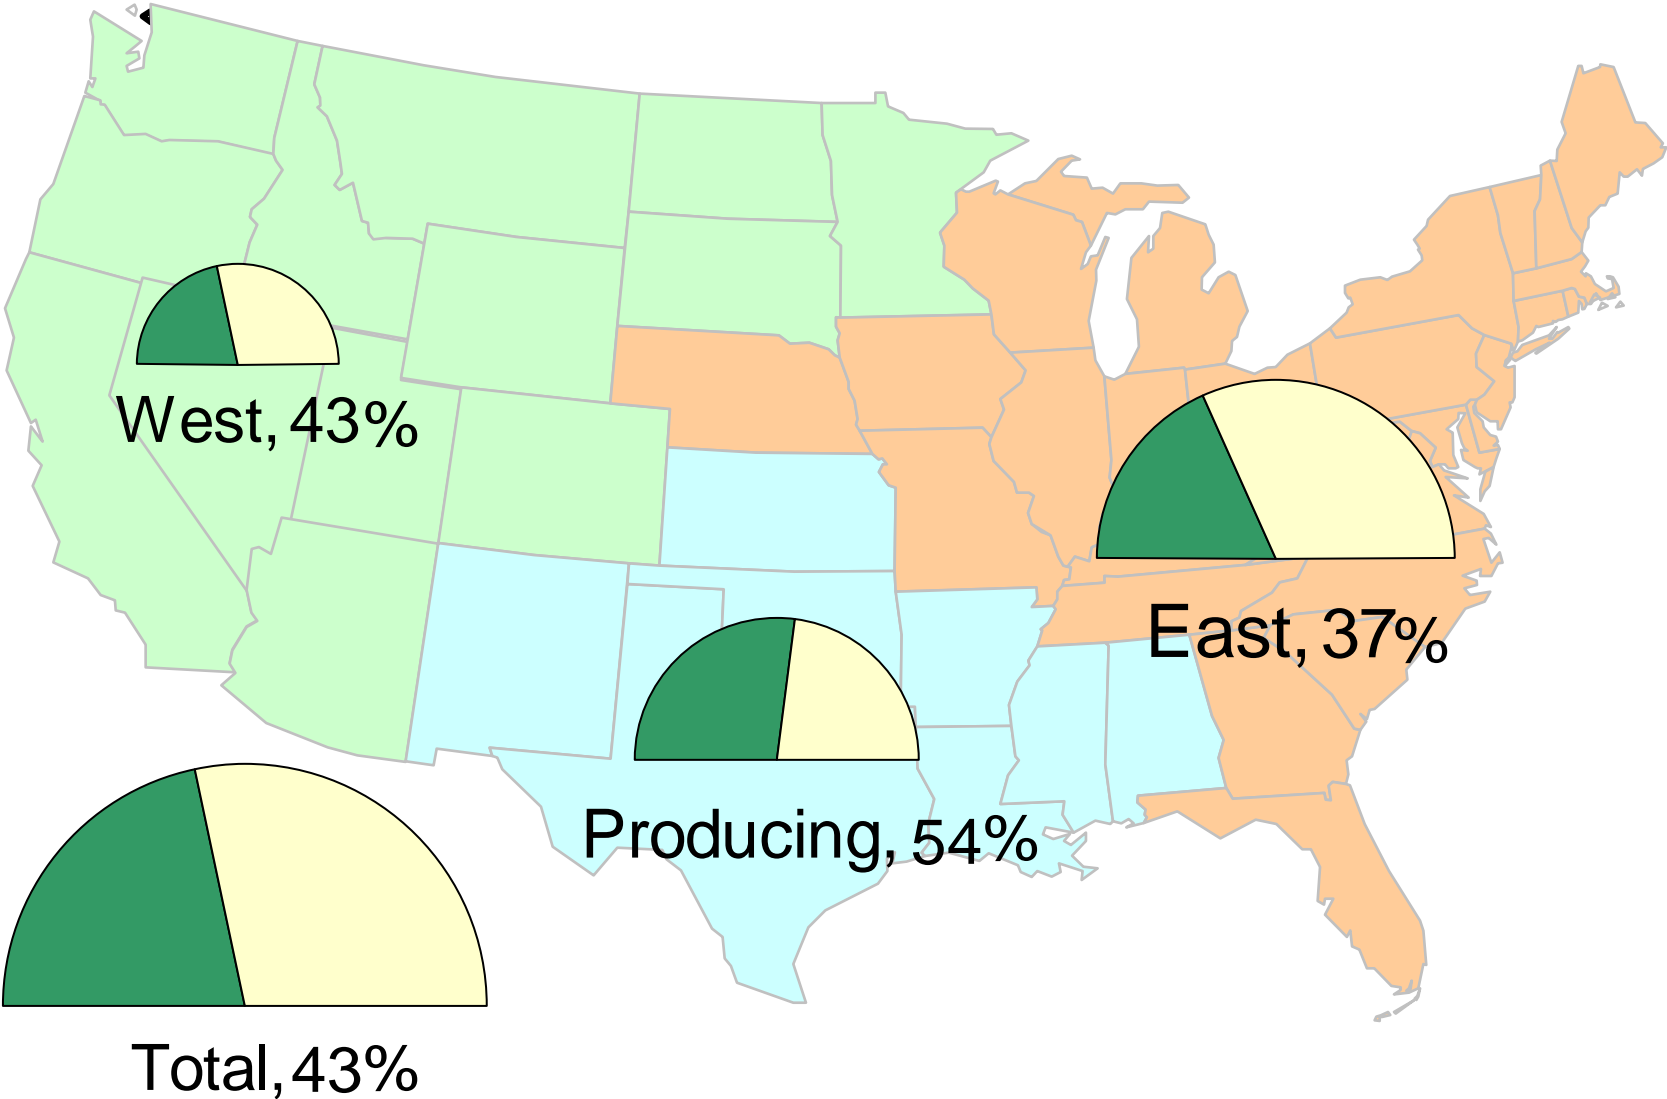 West, 43%
East, 37%
Producing, 54%
Total, 43%